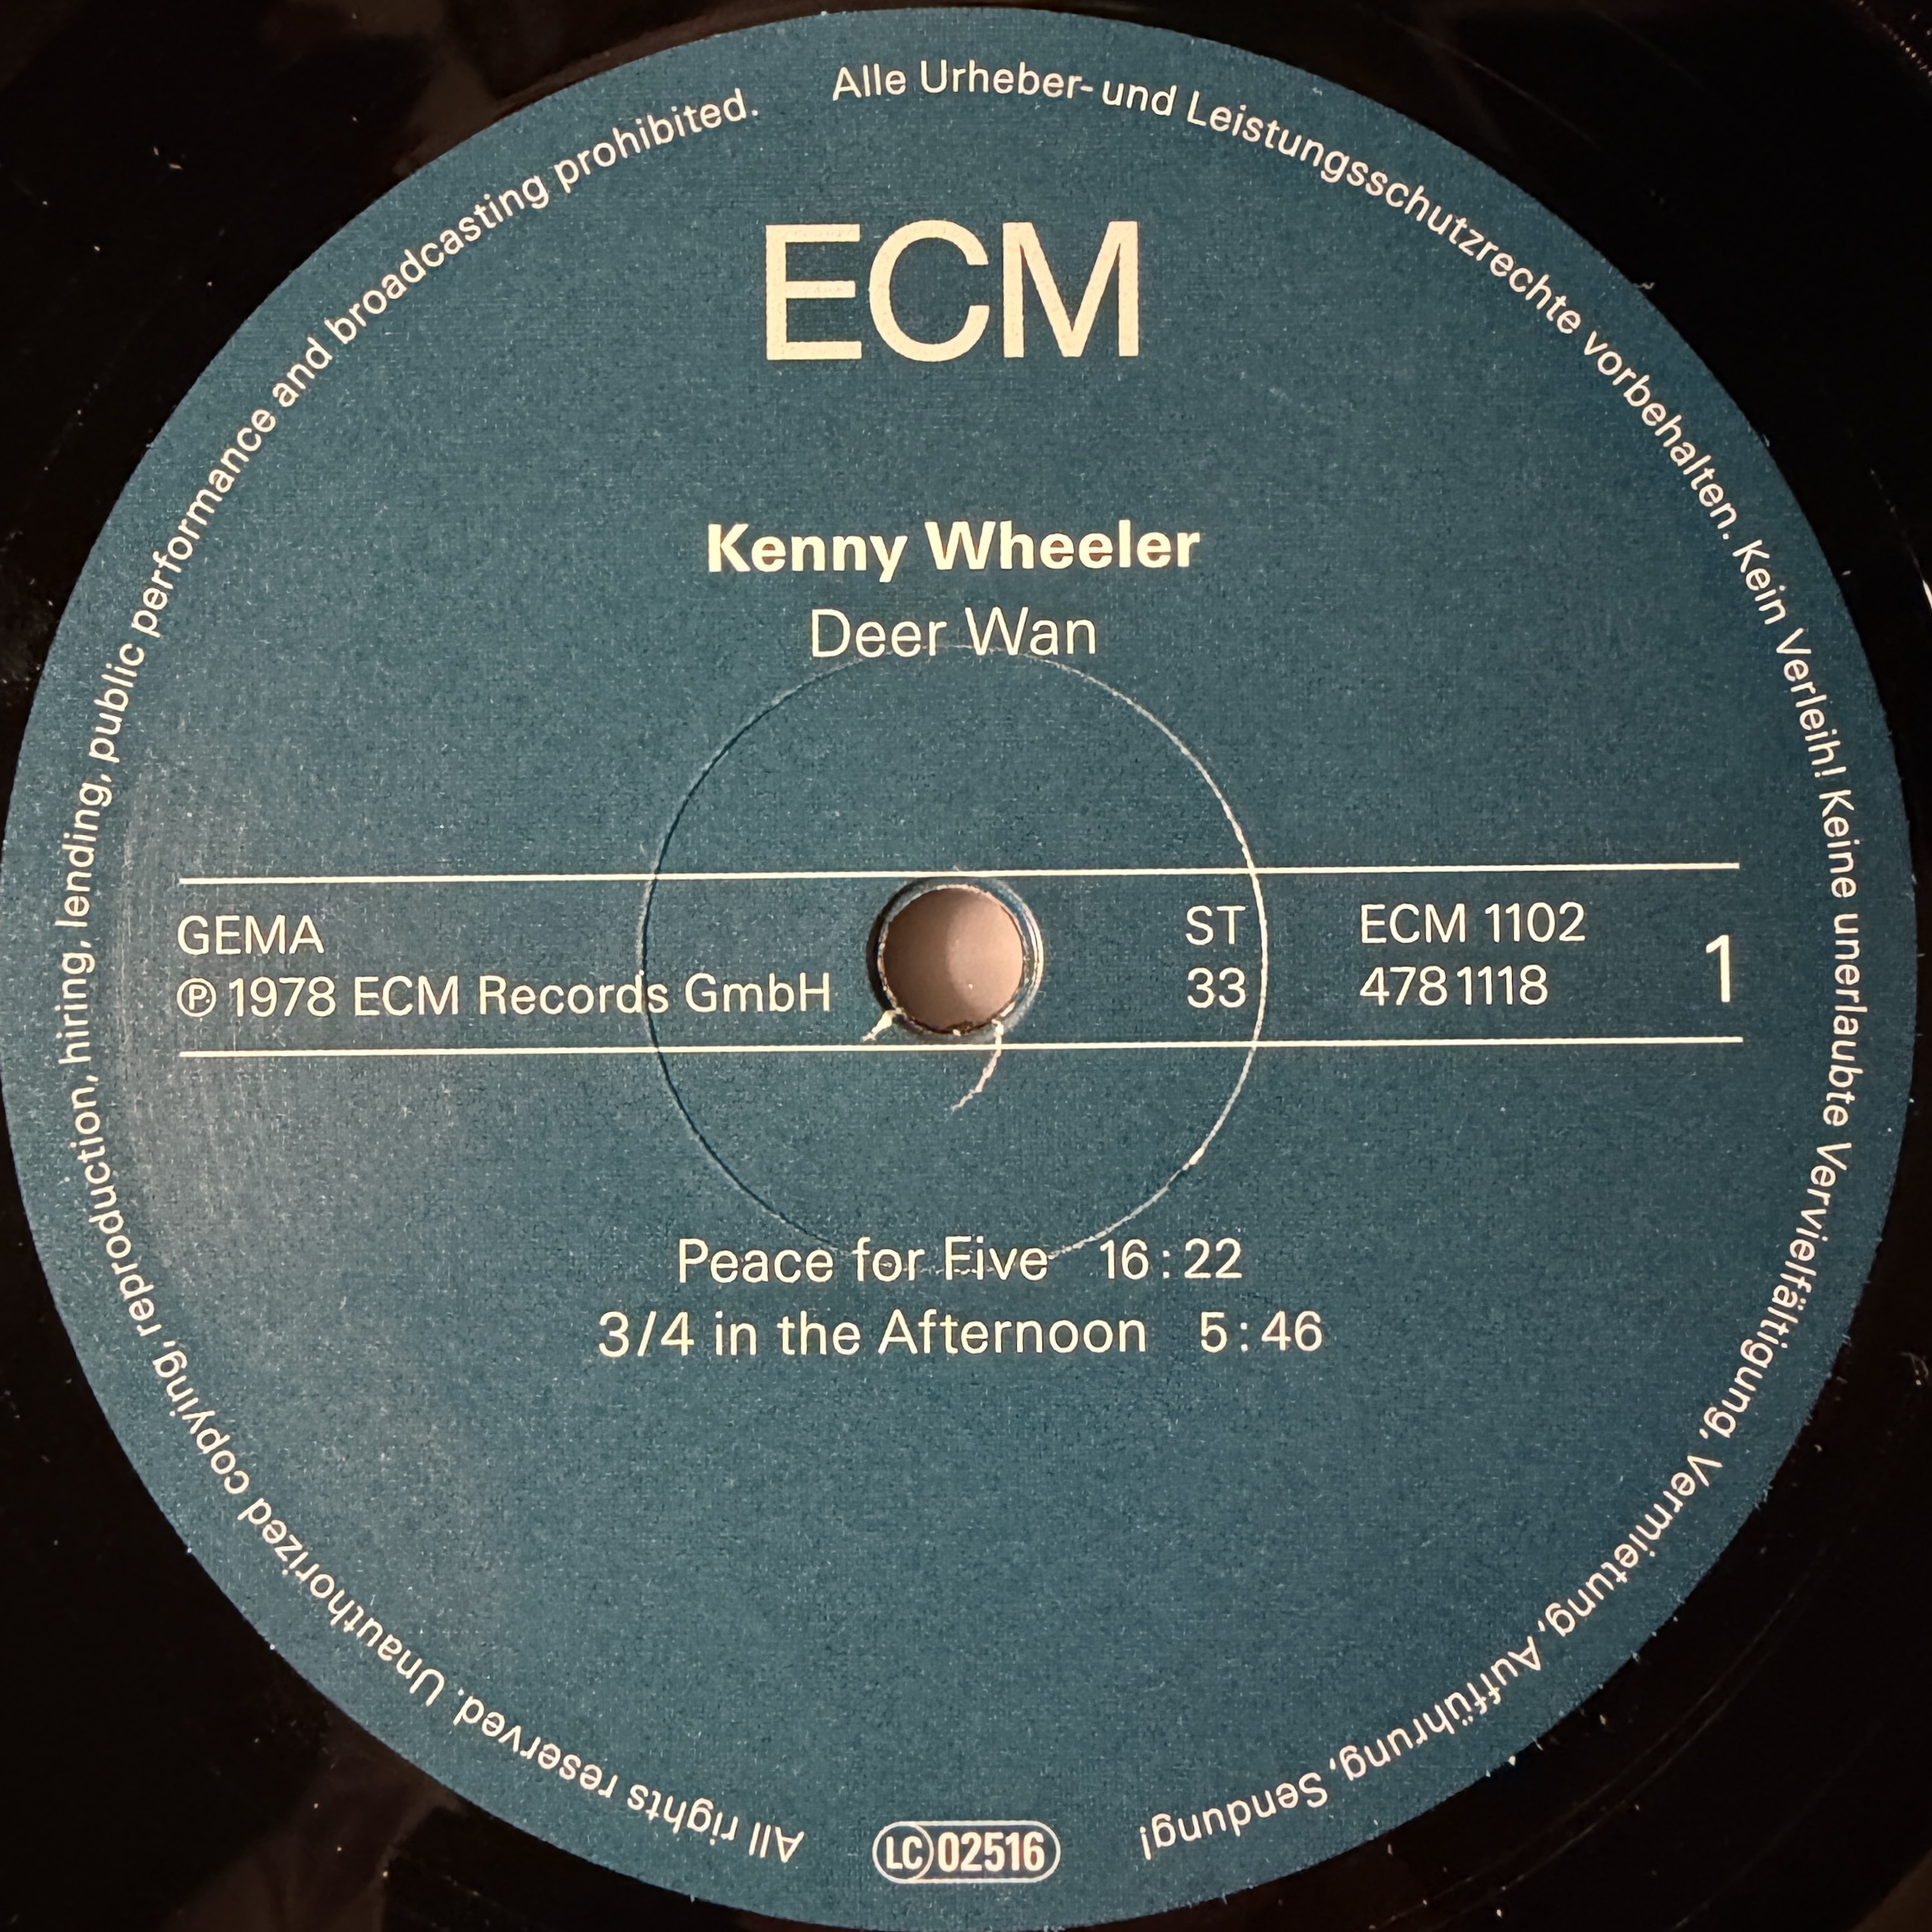 Alle Urheber- und Leistungsschutzrechte vorbehalten. Kein Verleih! Keine unerlaubte Vervielfältigung, Vermietung, Aufführung, Sendung!
All rights reserved. Unauthorized copying, reproduction, hiring, lending, public performance and broadcasting prohibited.
ECM
Kenny Wheeler
Deer Wan
GEMA
℗ 1978 ECM Records GmbH
ST
33
ECM 1102
478 1118
1
Peace for Five 16:22
3/4 in the Afternoon 5:46
LC 02516